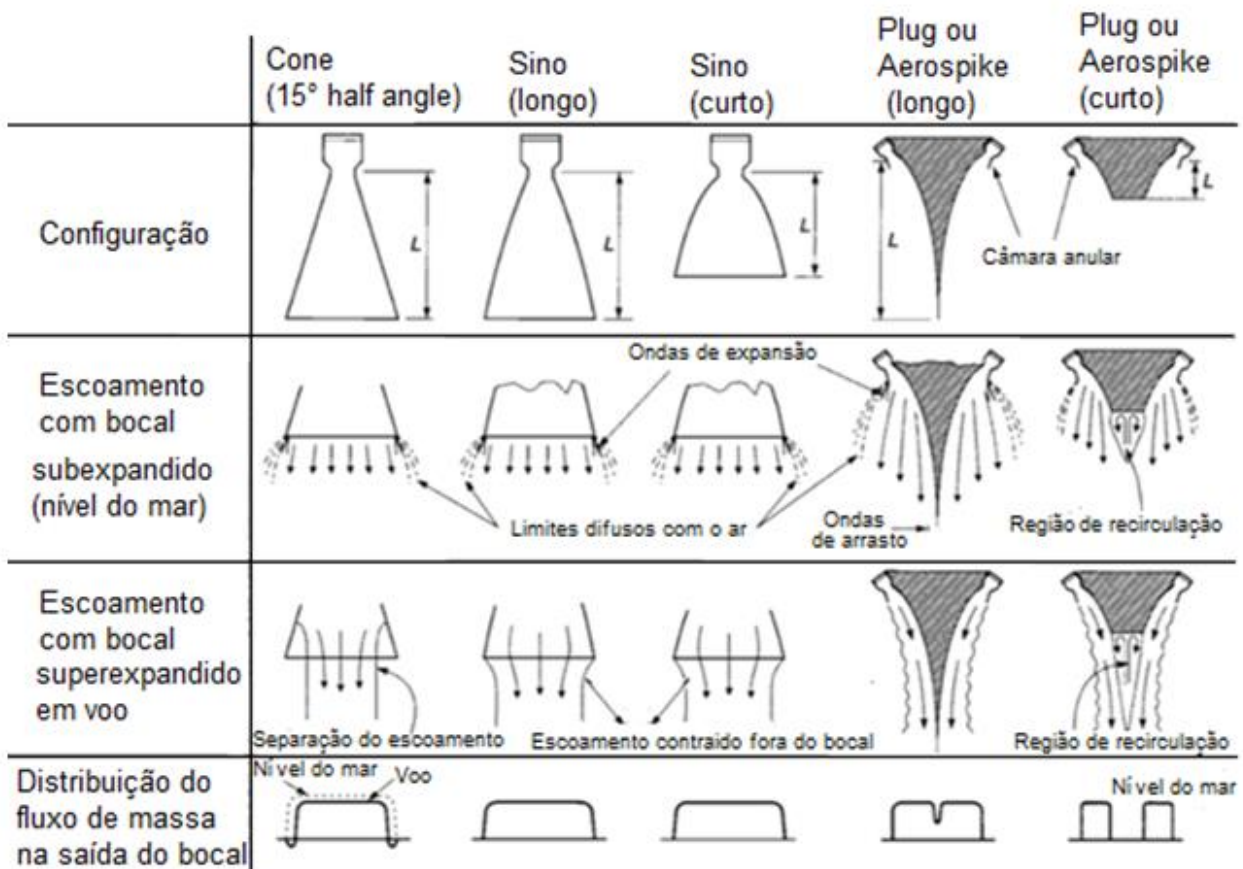 Cone
(15° half angle)
Sino
(longo)
Sino
(curto)
Plug ou
Aerospike
(longo)
Plug ou
Aerospike
(curto)
Configuração
L
L
L
L
L
Câmara anular
Escoamento
com bocal
subexpandido
(nível do mar)
Ondas de expansão
Limites difusos com o ar
Ondas
de arrasto
Região de recirculação
Escoamento
com bocal
superexpandido
em voo
Separação do escoamento
Escoamento contraido fora do bocal
Região de recirculação
Distribuição do
fluxo de massa
na saída do bocal
Nível do mar
Voo
Nível do mar